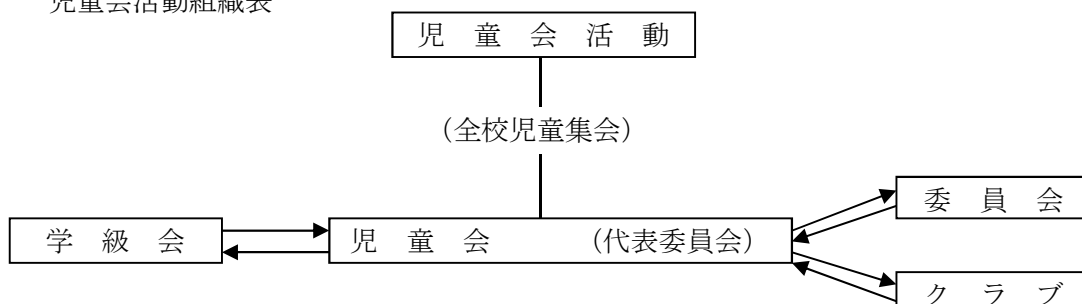 児童会活動組織表
児　童　会　活　動
（全校児童集会）
委　員　会
学　級　会
児　童　会　　　（代表委員会）
ク　ラ　ブ